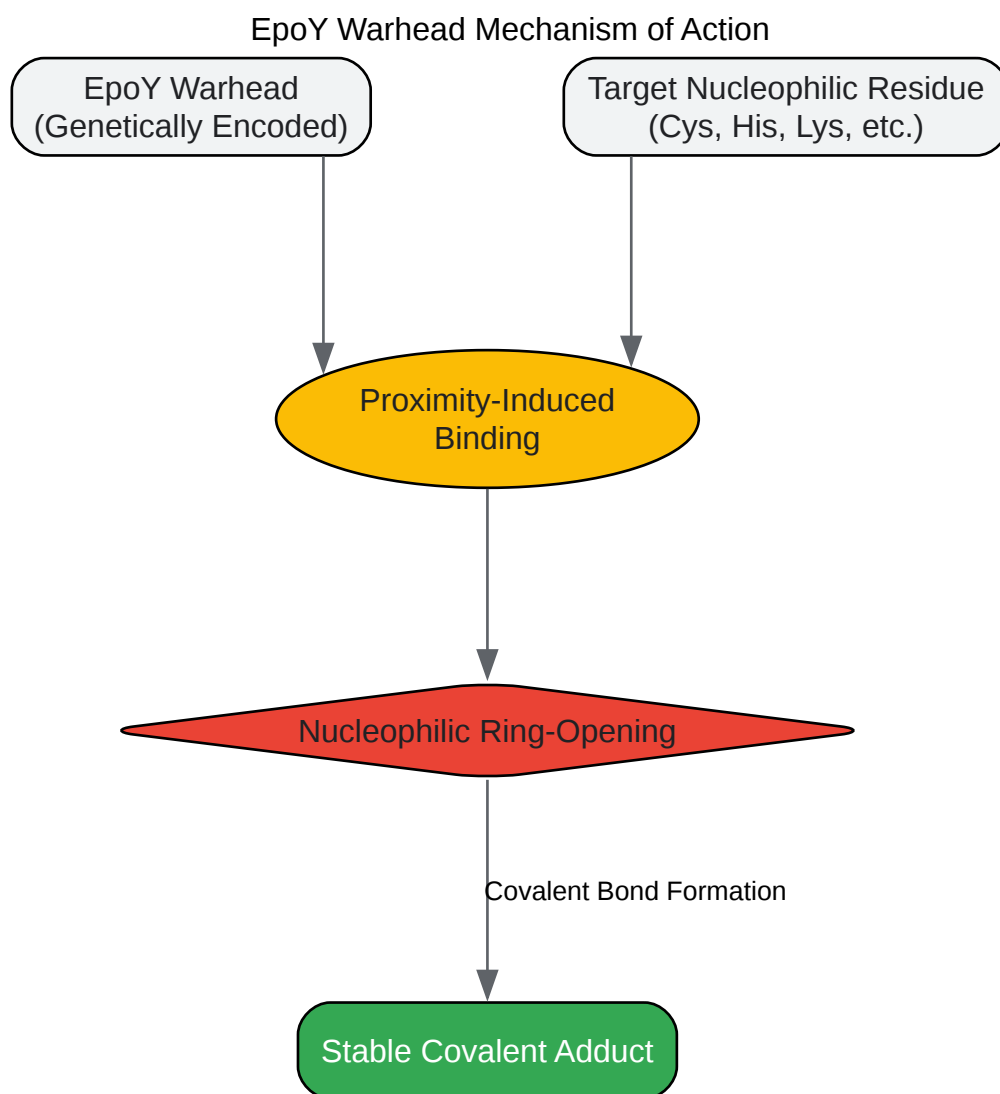 EpoY Warhead Mechanism of Action
EpoY Warhead
(Genetically Encoded)
Target Nucleophilic Residue
(Cys, His, Lys, etc.)
Proximity-Induced
Binding
Nucleophilic Ring-Opening
Covalent Bond Formation
Stable Covalent Adduct